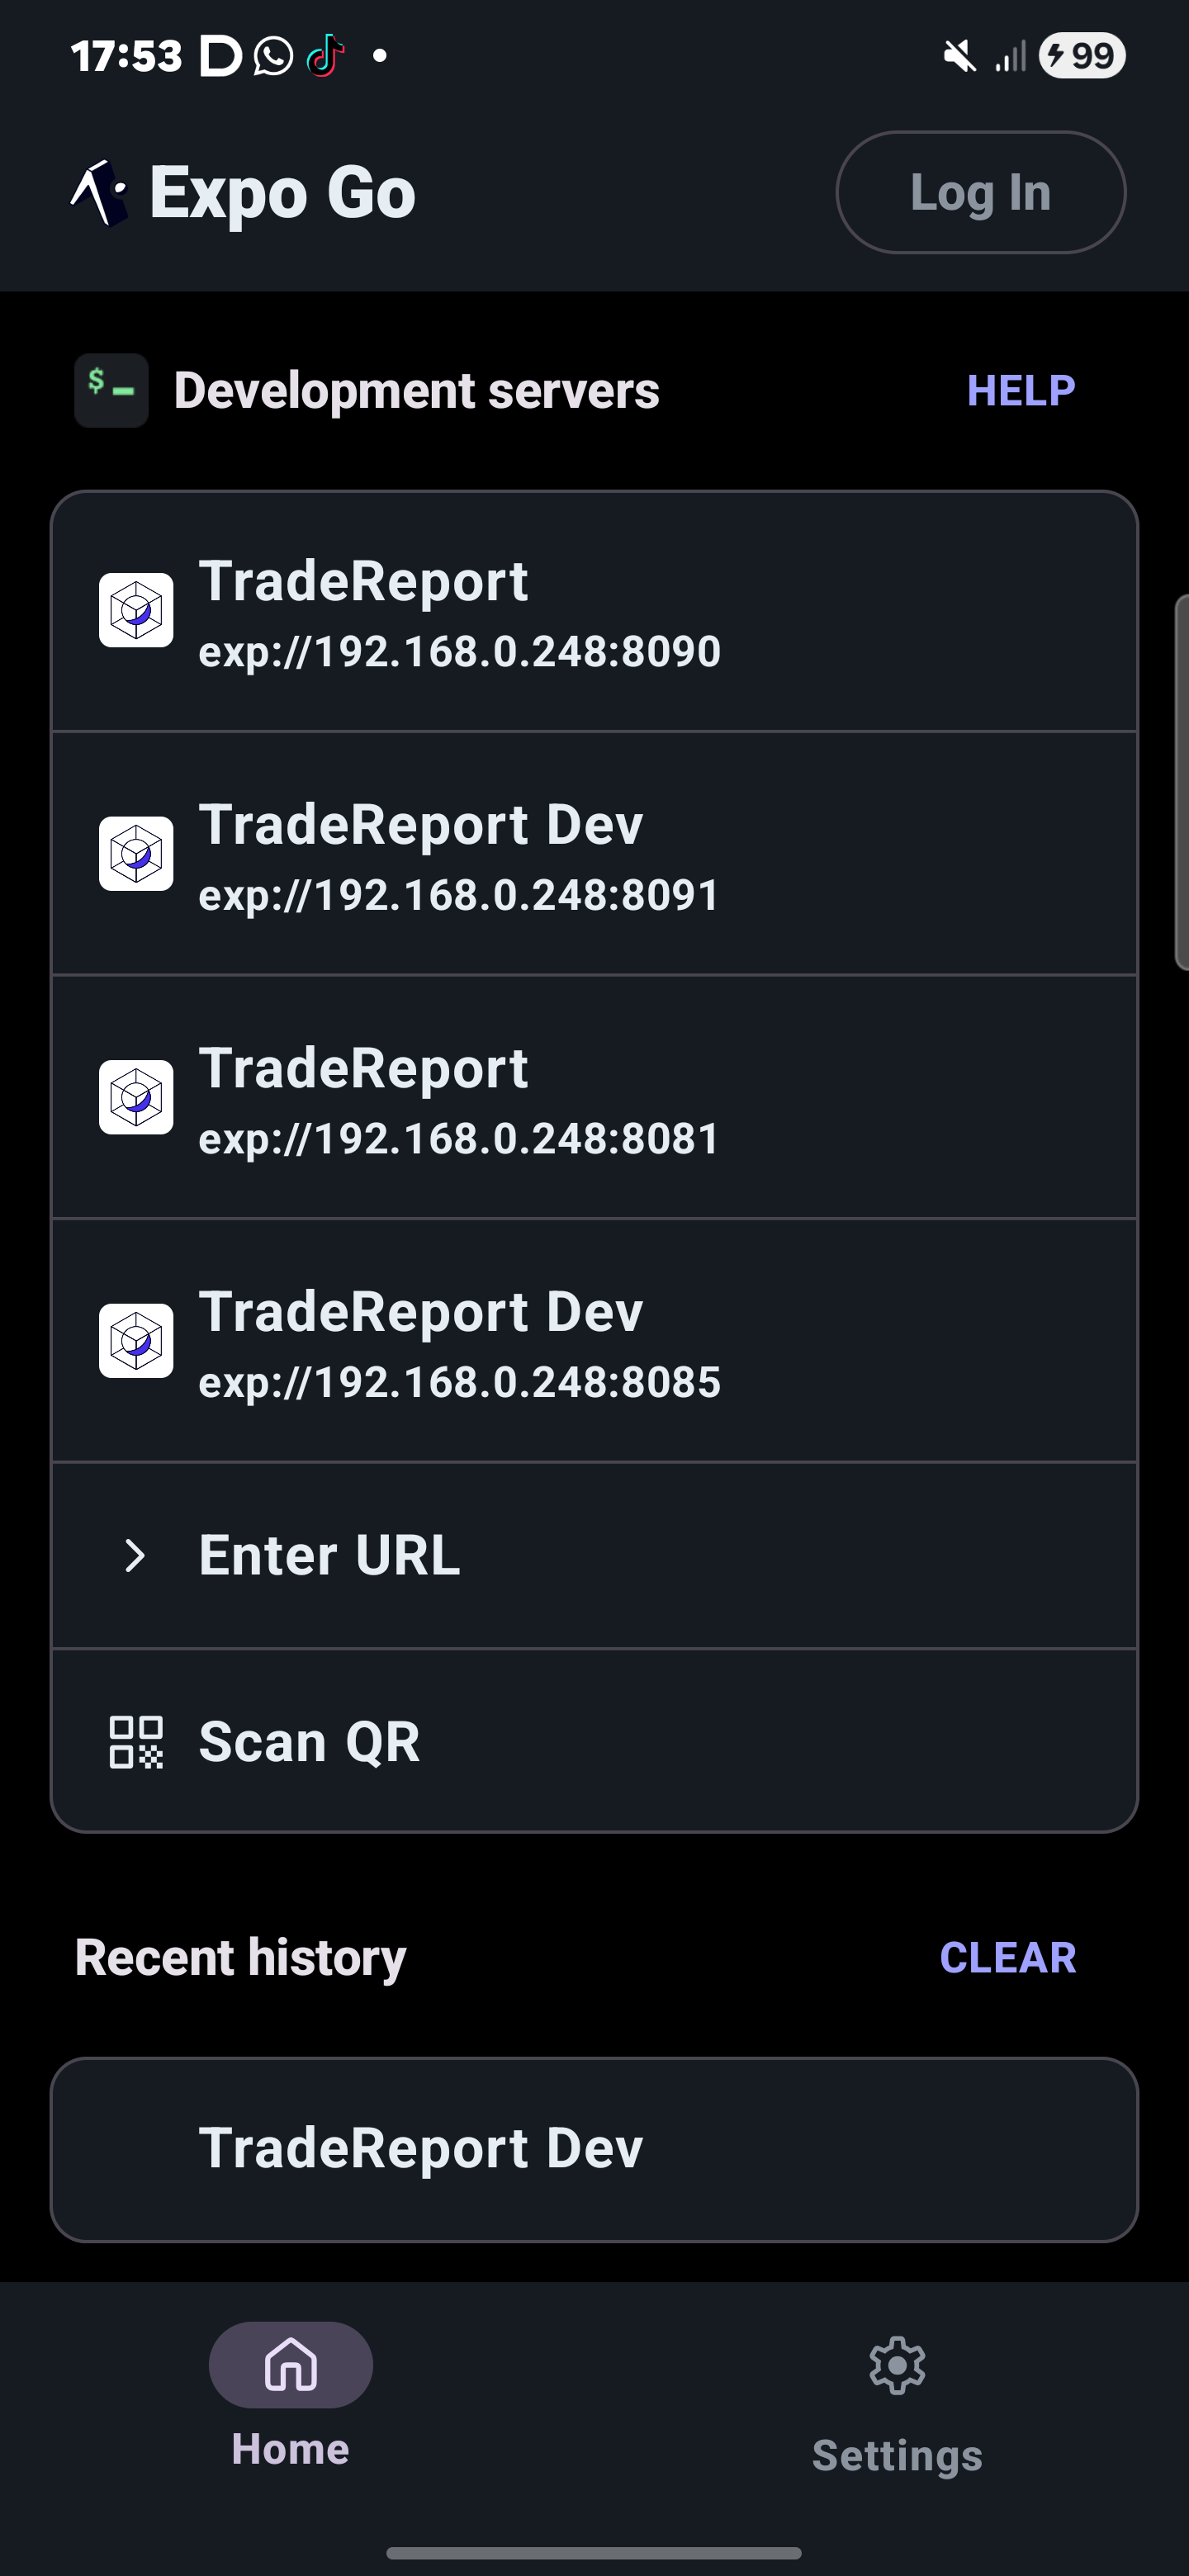 17:53
99
Expo Go
Log In
$ Development servers
HELP
TradeReport
exp://192.168.0.248:8090
TradeReport Dev
exp://192.168.0.248:8091
TradeReport
exp://192.168.0.248:8081
TradeReport Dev
exp://192.168.0.248:8085
Enter URL
Scan QR
Recent history
CLEAR
TradeReport Dev
Home
Settings